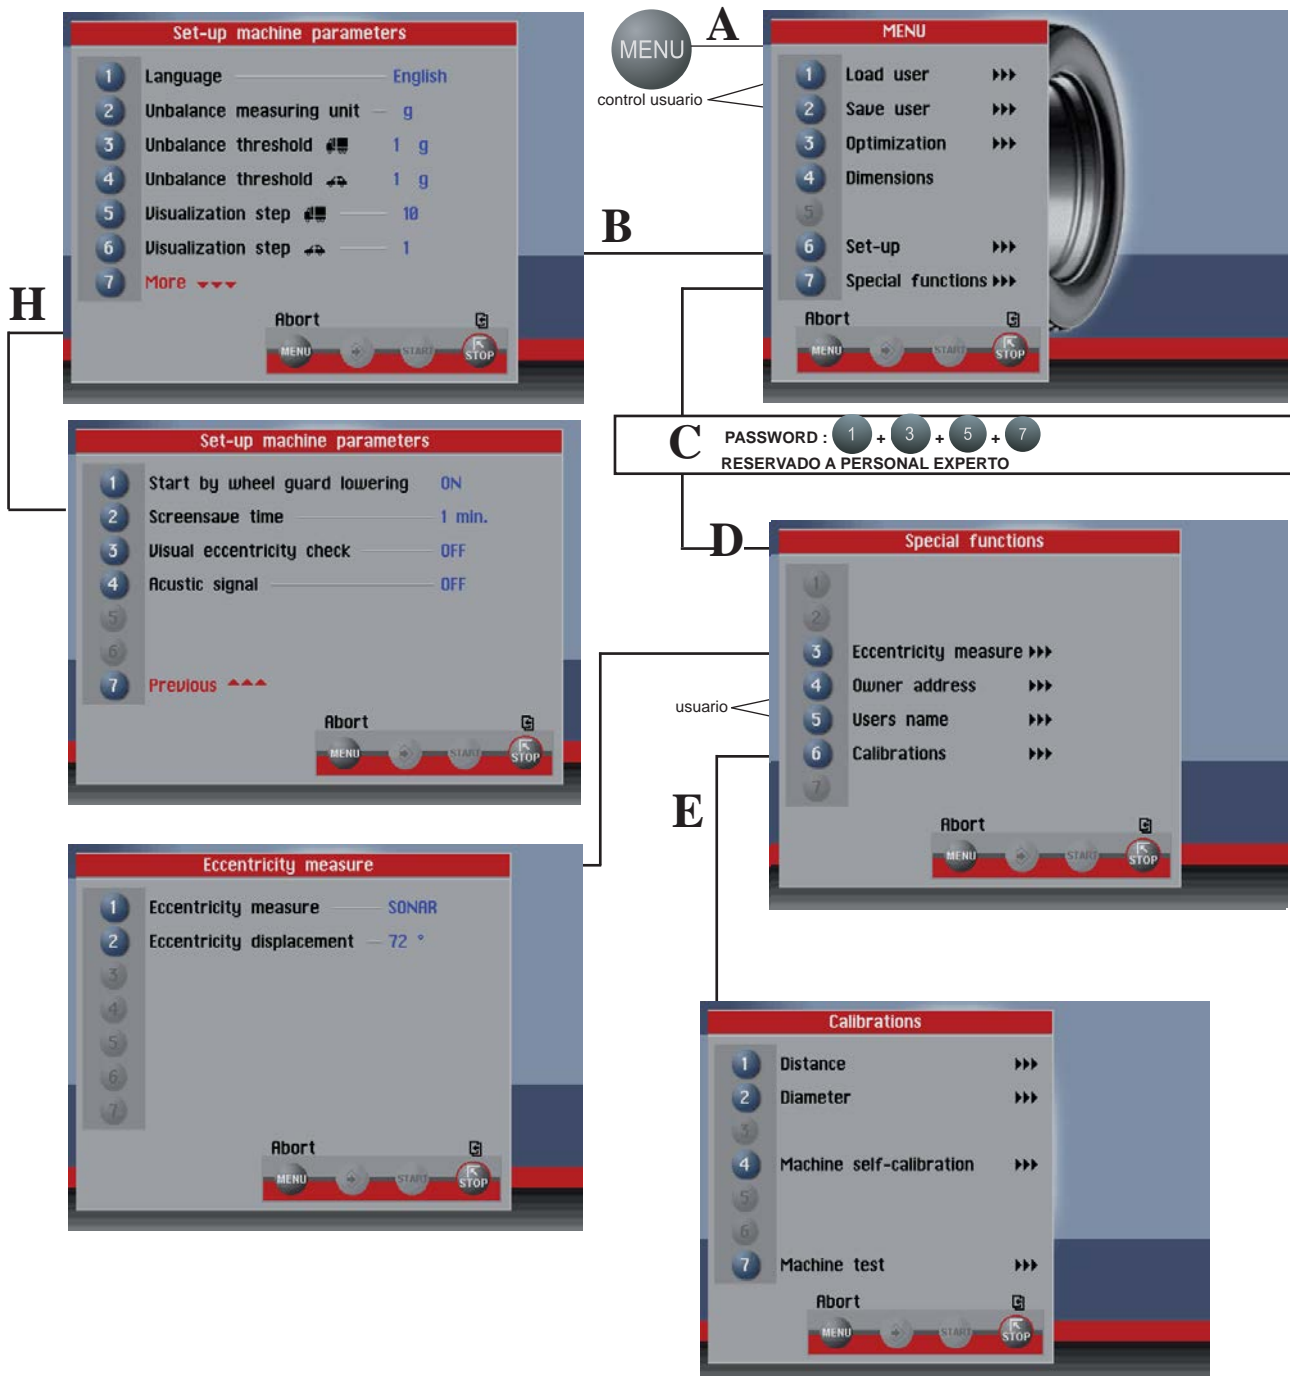 Set-up machine parameters
1 Language English
2 Unbalance measuring unit g
3 Unbalance threshold 1 g
4 Unbalance threshold 1 g
5 Visualization step 10
6 Visualization step 1
7 More
Abort
MENU START STOP
MENU
control usuario
A
MENU
1 Load user
2 Save user
3 Optimization
4 Dimensions
5
6 Set-up
7 Special functions
Abort
MENU START STOP
B
H
C
PASSWORD : 1 + 3 + 5 + 7
RESERVADO A PERSONAL EXPERTO
Set-up machine parameters
1 Start by wheel guard lowering ON
2 Screensave time 1 min.
3 Visual eccentricity check OFF
4 Acustic signal OFF
5
6
7 Previous
Abort
MENU START STOP
D
Special functions
1
2
3 Eccentricity measure
4 Owner address
5 Users name
6 Calibrations
7
usuario
Abort
MENU START STOP
E
Eccentricity measure
1 Eccentricity measure SONAR
2 Eccentricity displacement 72 °
3
4
5
6
7
Abort
MENU START STOP
Calibrations
1 Distance
2 Diameter
3
4 Machine self-calibration
5
6
7 Machine test
Abort
MENU START STOP